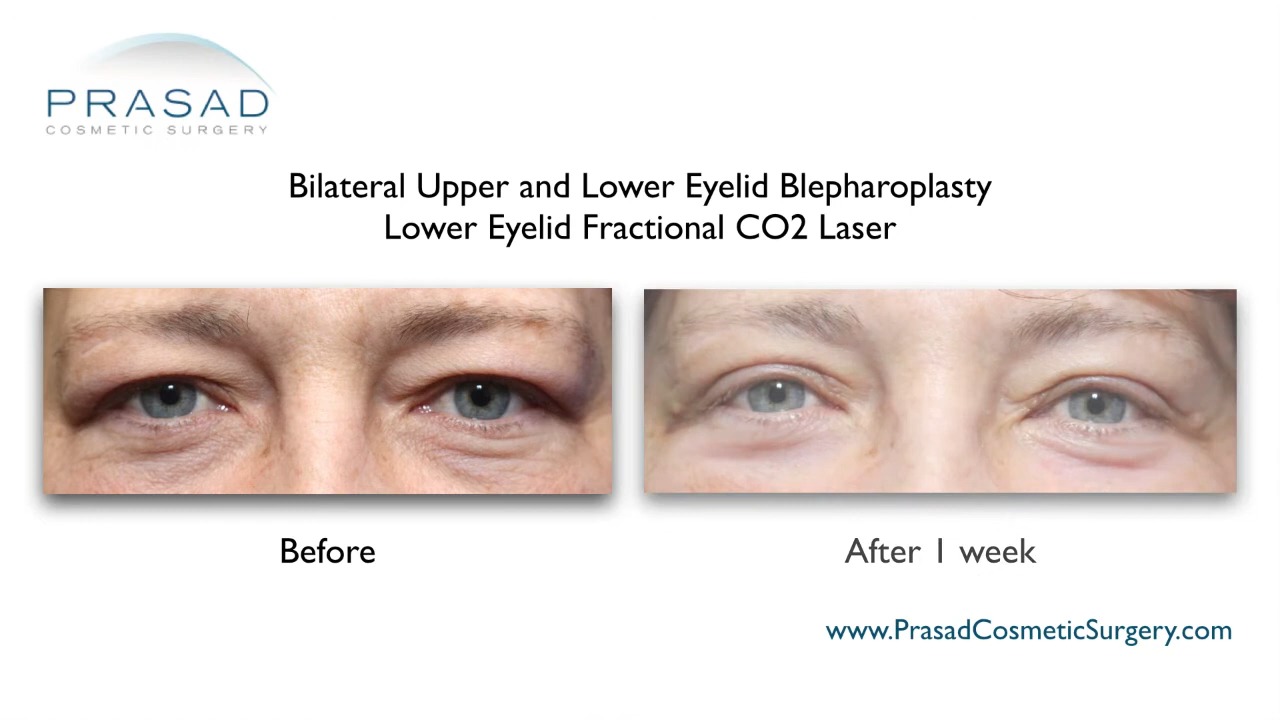 PRASAD
COSMETIC SURGERY
Bilateral Upper and Lower Eyelid Blepharoplasty
Lower Eyelid Fractional CO2 Laser
Before
After 1 week
www.PrasadCosmeticSurgery.com